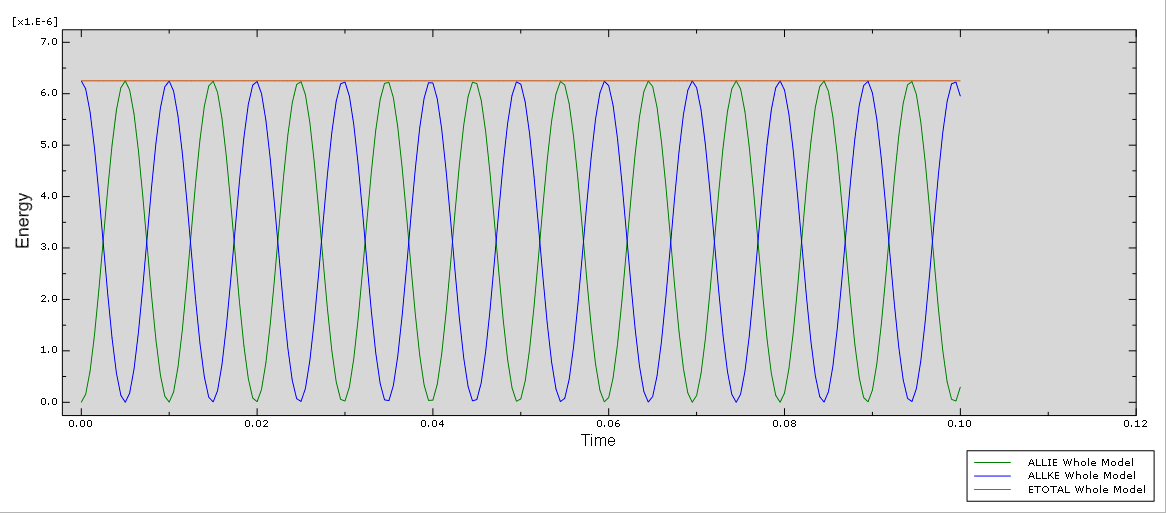 [x1.E-6]
7.0
6.0
5.0
4.0
3.0
2.0
1.0
0.0
Energy
0.00 0.02 0.04 0.06 0.08 0.10 0.12
Time
ALLIE Whole Model
ALLKE Whole Model
ETOTAL Whole Model